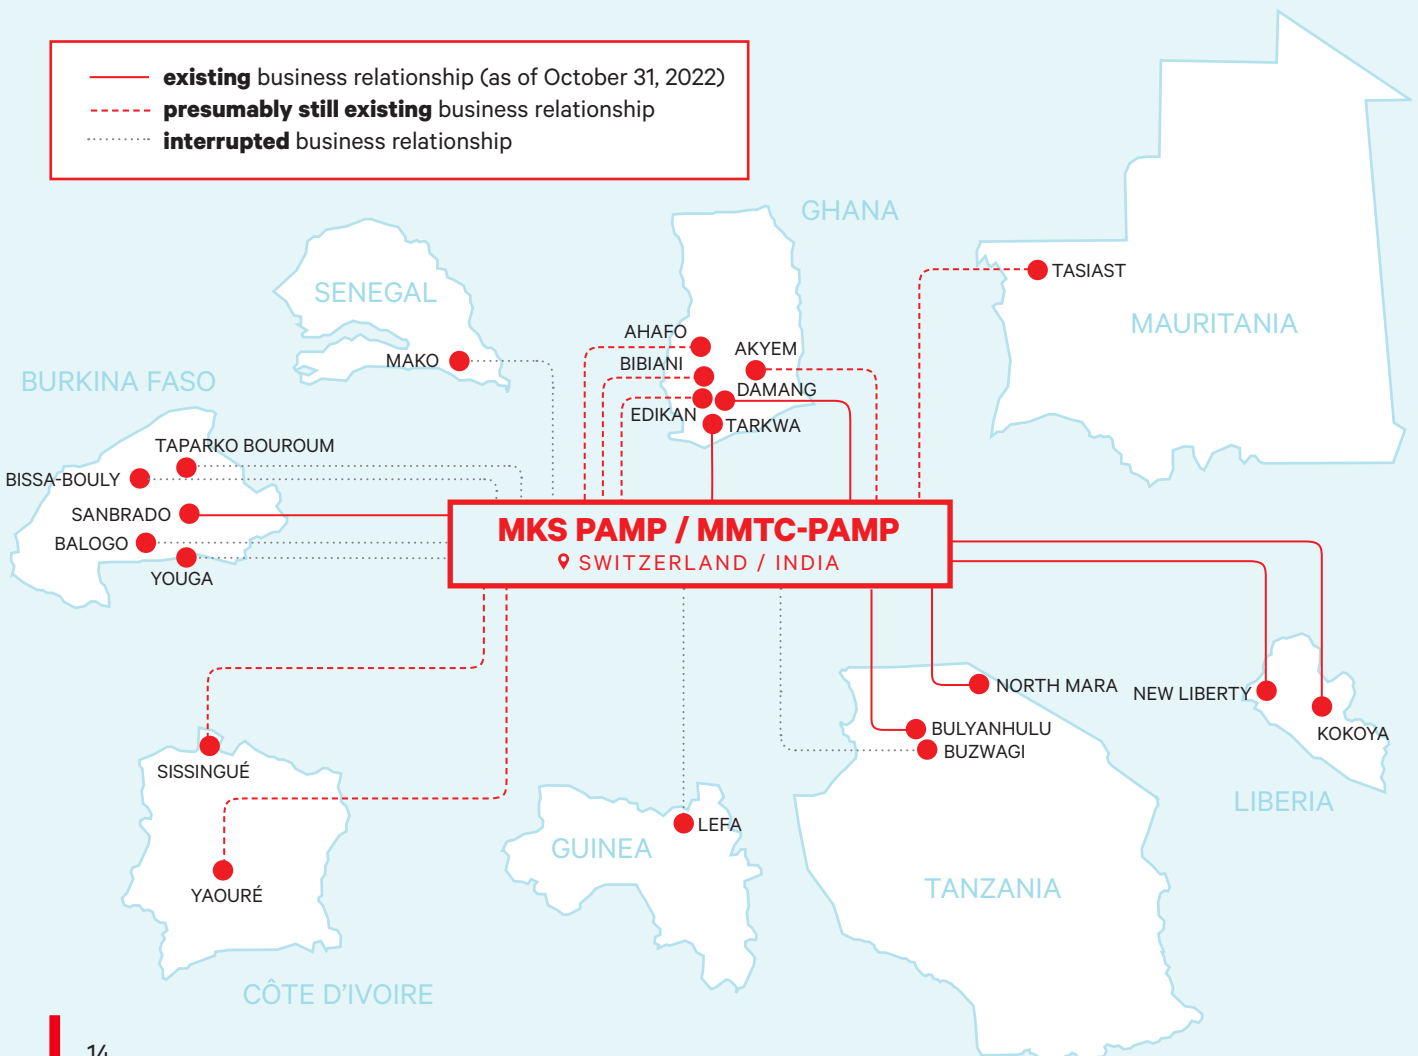 existing business relationship (as of October 31, 2022)
presumably still existing business relationship
interrupted business relationship
GHANA
TASIAST
SENEGAL
MAURITANIA
AHAFO
AKYEM
MAKO
BIBIANI
BURKINA FASO
DAMANG
EDIKAN
TARKWA
TAPARKO BOUROUM
BISSA-BOULY
SANBRADO
BALOGO
YOUGA
MKS PAMP / MMTC-PAMP
SWITZERLAND / INDIA
NORTH MARA
NEW LIBERTY
BULYANHULU
KOKOYA
BUZWAGI
SISSINGUÉ
LIBERIA
LEFA
GUINEA
TANZANIA
YAOURÉ
CÔTE D'IVOIRE
14